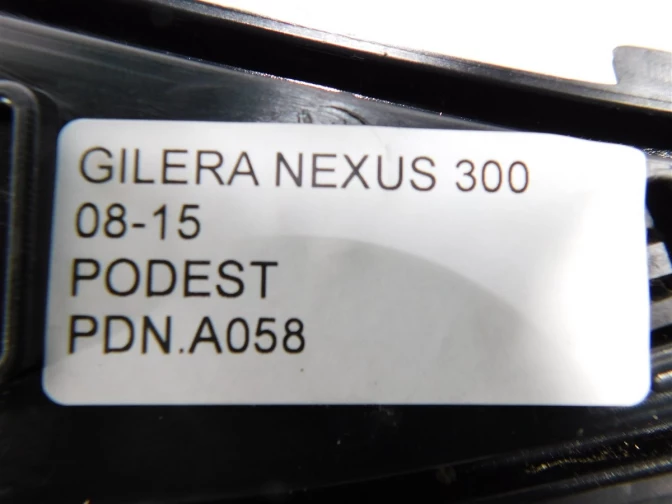 GILERA NEXUS 300
08-15
PODEST
PDN.A058